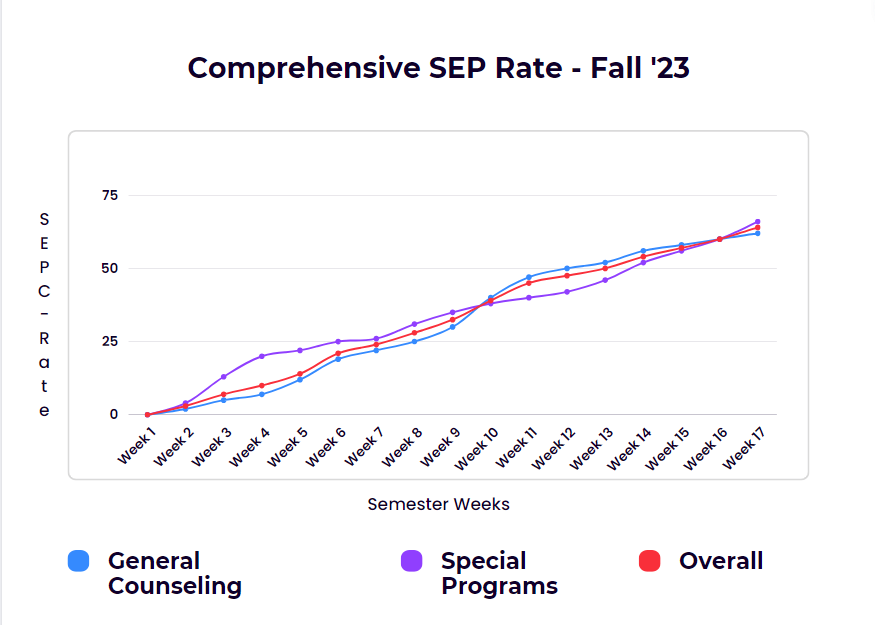 Comprehensive SEP Rate - Fall '23
S
E
P
C
-
R
a
t
e
75
50
25
0
Week 1
Week 2
Week 3
Week 4
Week 5
Week 6
Week 7
Week 8
Week 9
Week 10
Week 11
Week 12
Week 13
Week 14
Week 15
Week 16
Week 17
Semester Weeks
General
Counseling
Special
Programs
Overall